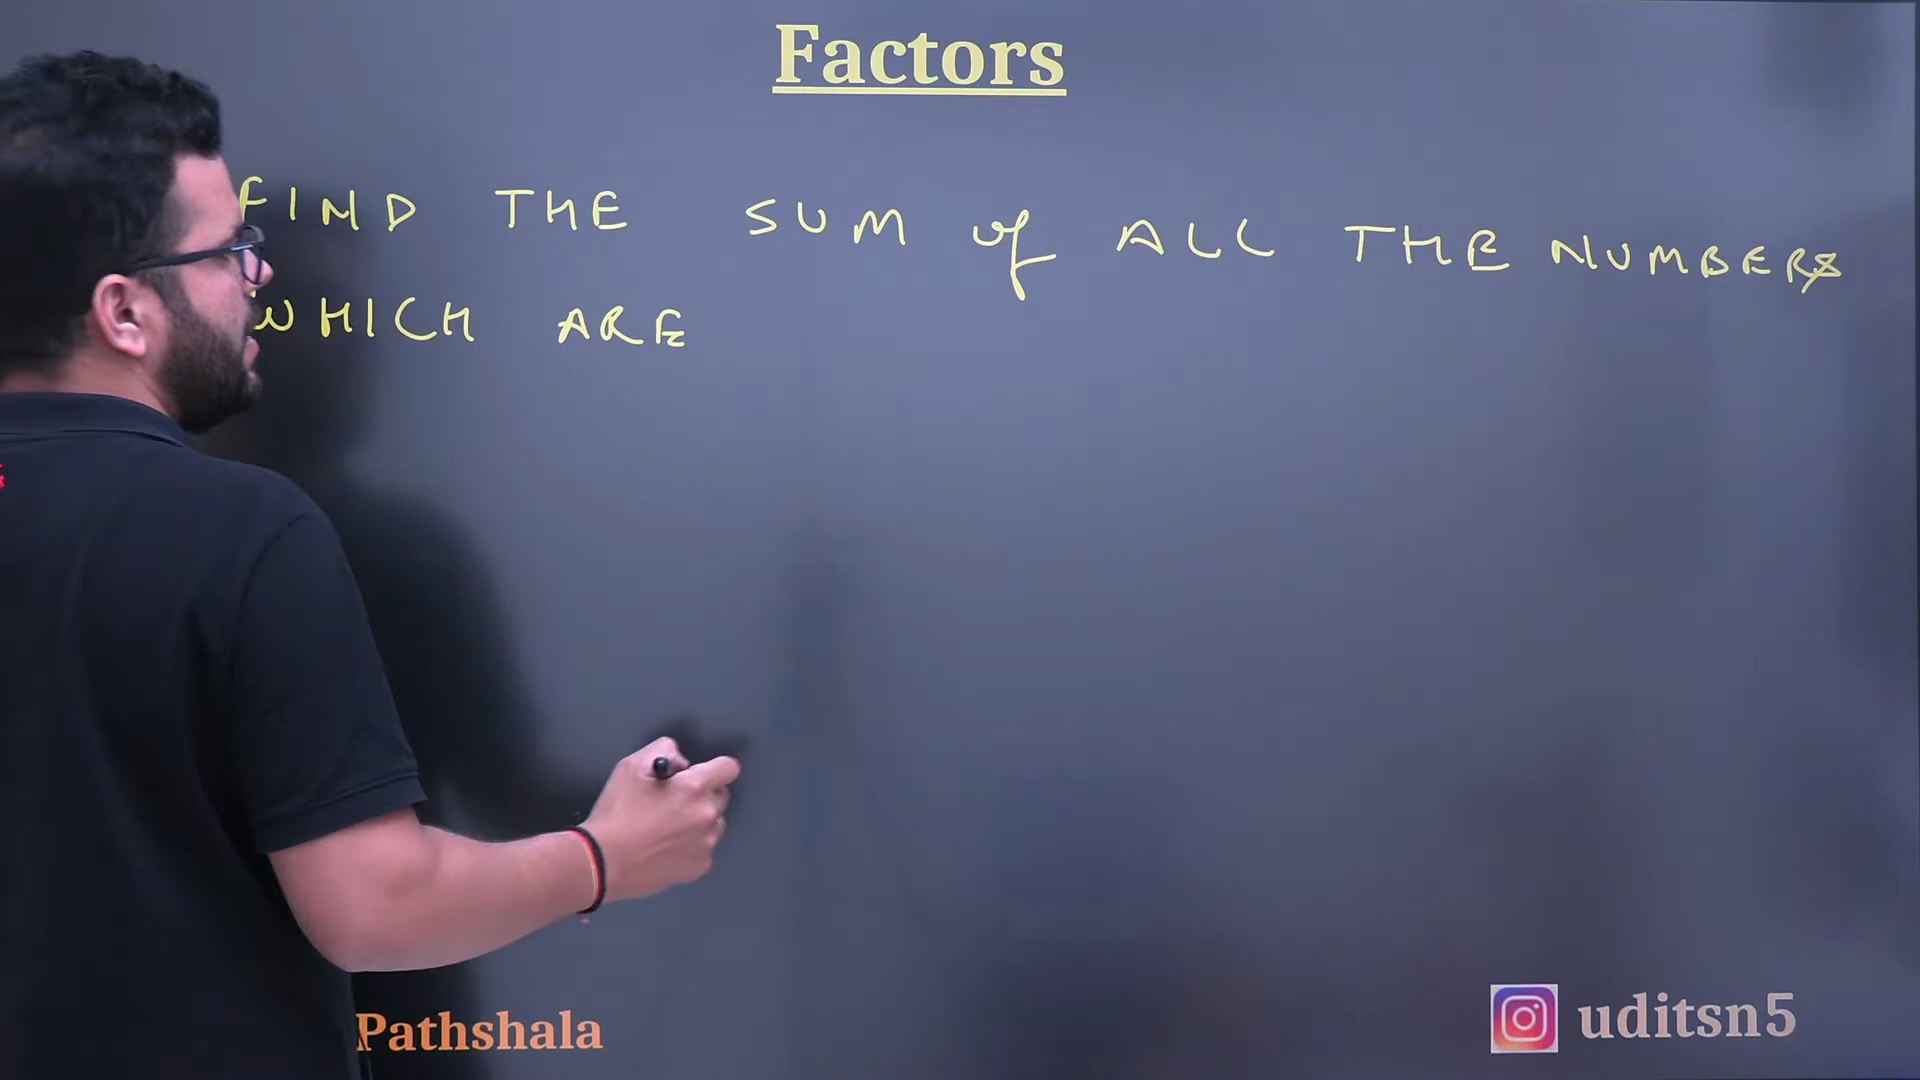 Factors
FIND THE SUM of ALL THE NUMBERS
WHICH ARE
Pathshala
uditsn5